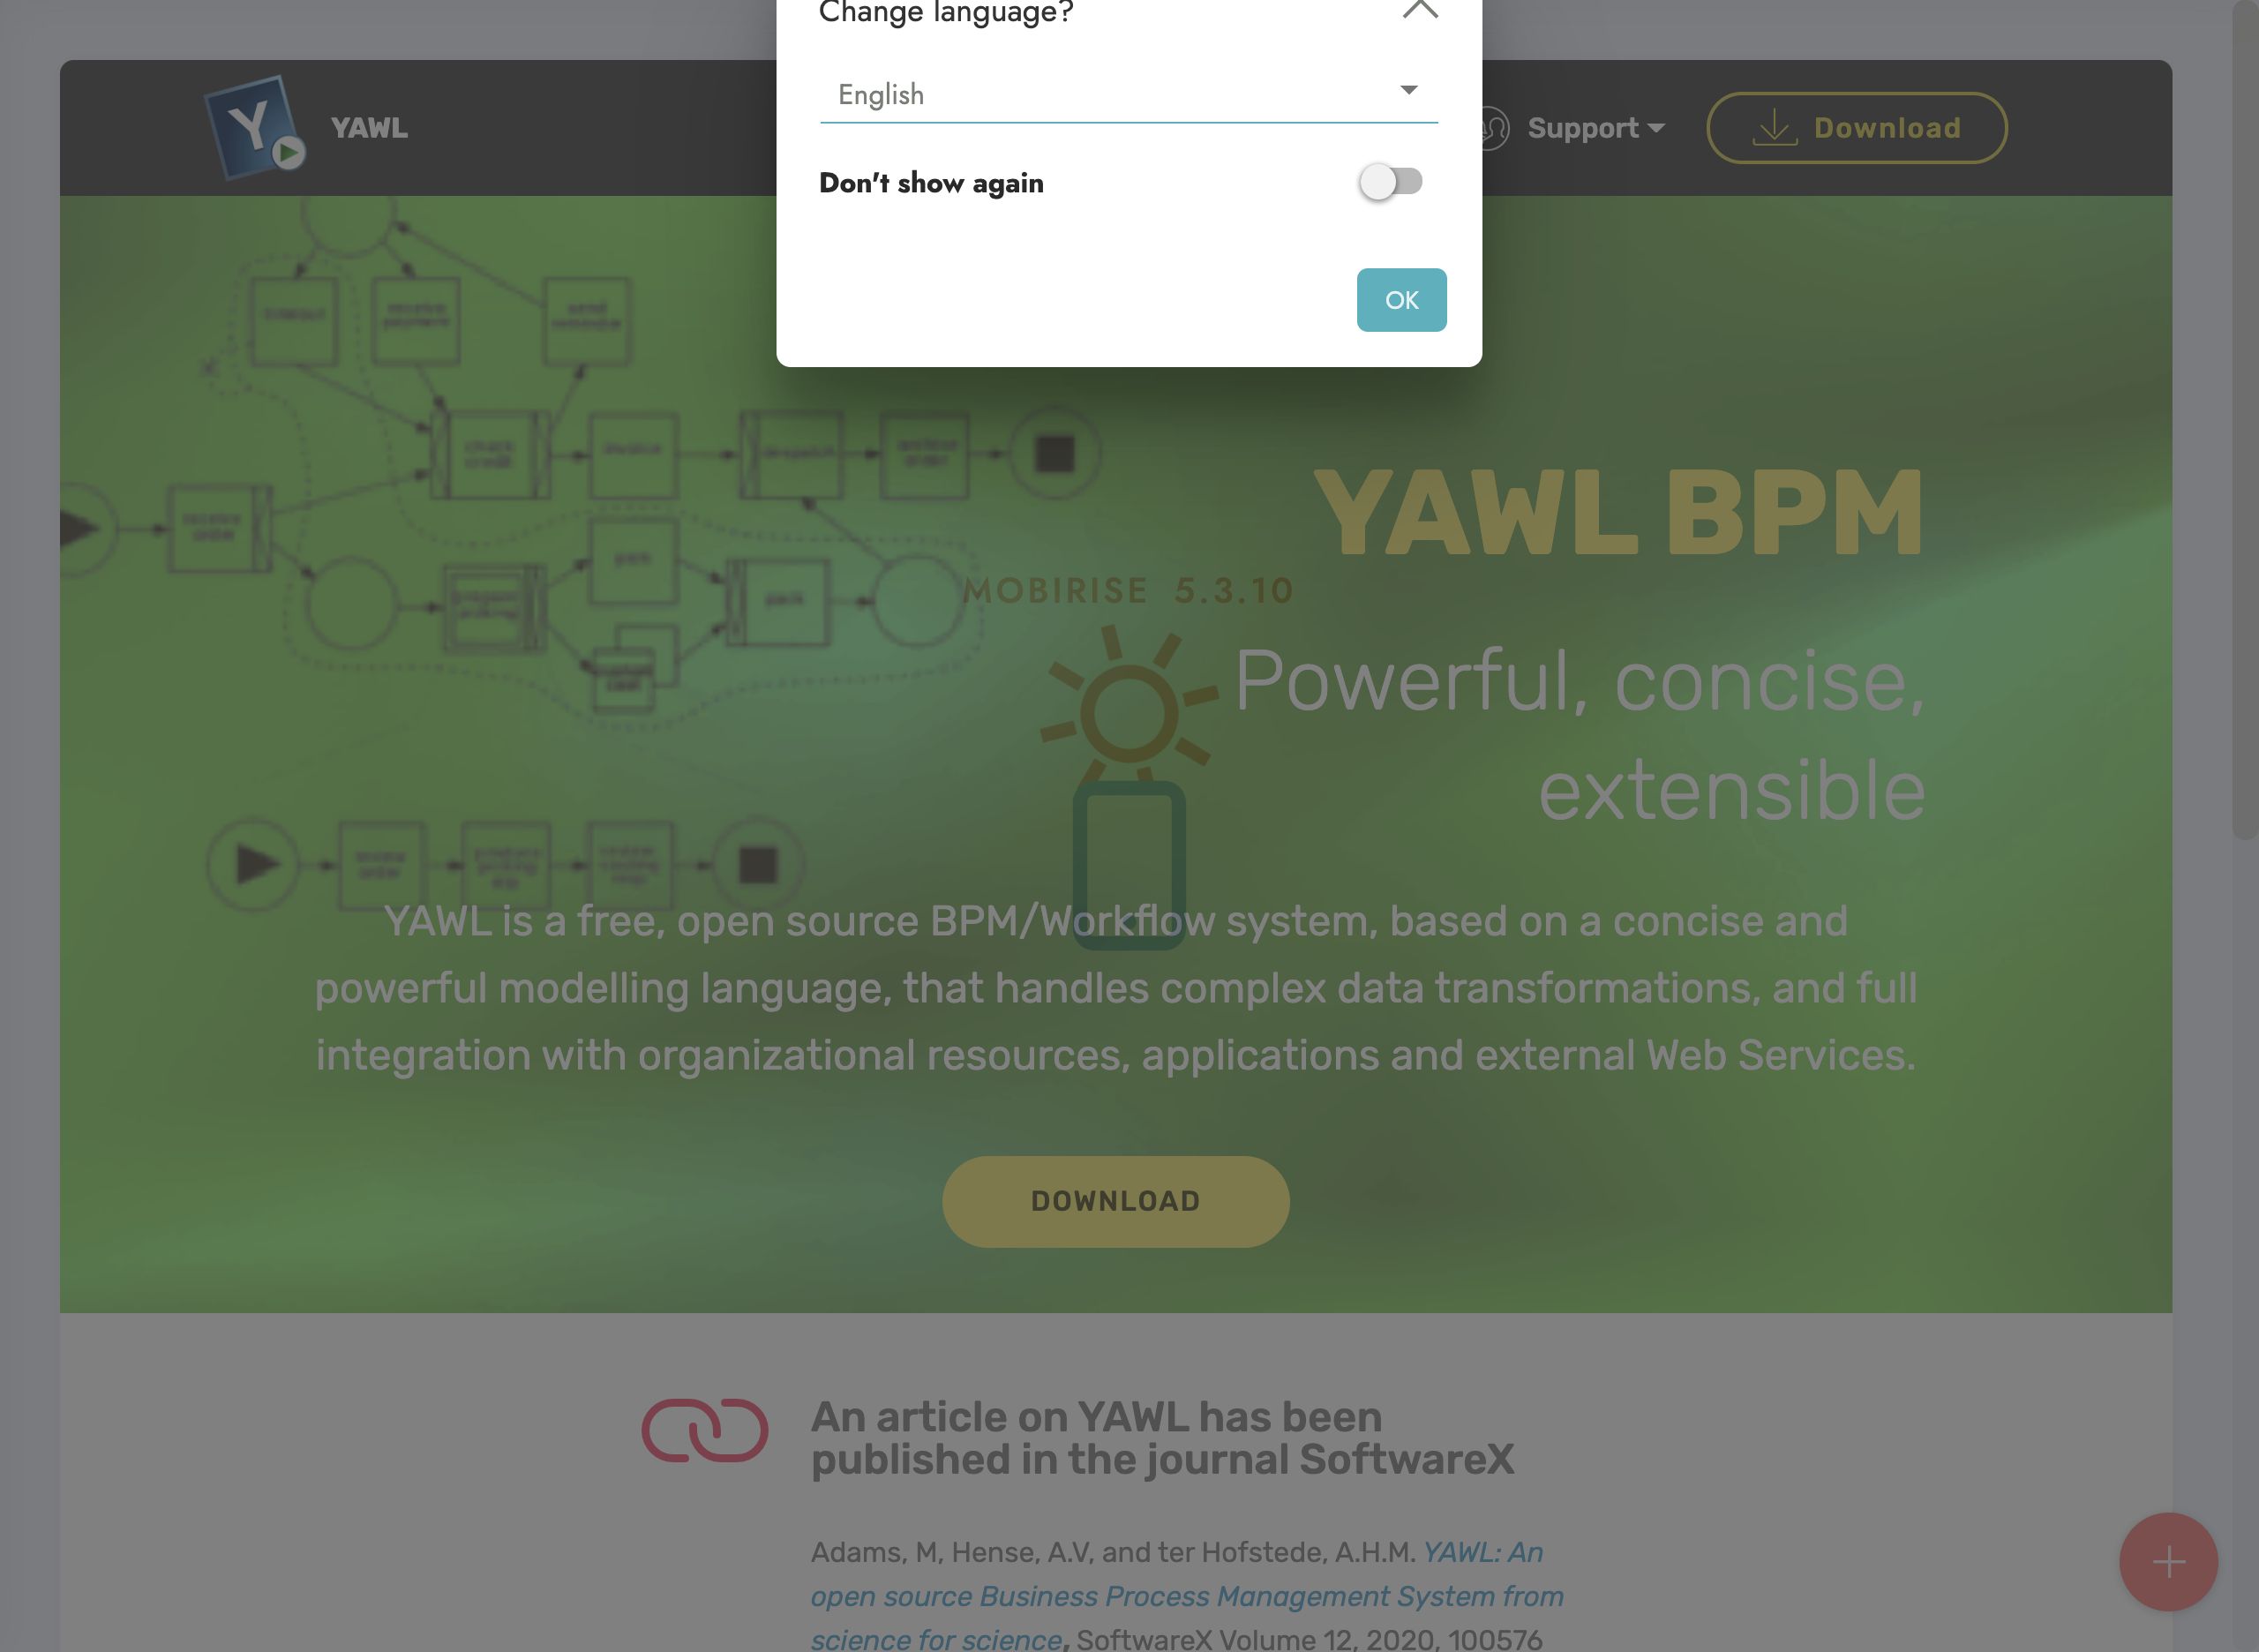 Change language?
English
Don't show again
OK
Y
YAWL
Support
Download
YAWL BPM
MOBIRISE 5.3.10
Powerful, concise,
extensible
YAWL is a free, open source BPM/Workflow system, based on a concise and
powerful modelling language, that handles complex data transformations, and full
integration with organizational resources, applications and external Web Services.
DOWNLOAD
An article on YAWL has been
published in the journal SoftwareX
Adams, M, Hense, A.V, and ter Hofstede, A.H.M. YAWL: An
open source Business Process Management System from
science for science, SoftwareX Volume 12, 2020, 100576